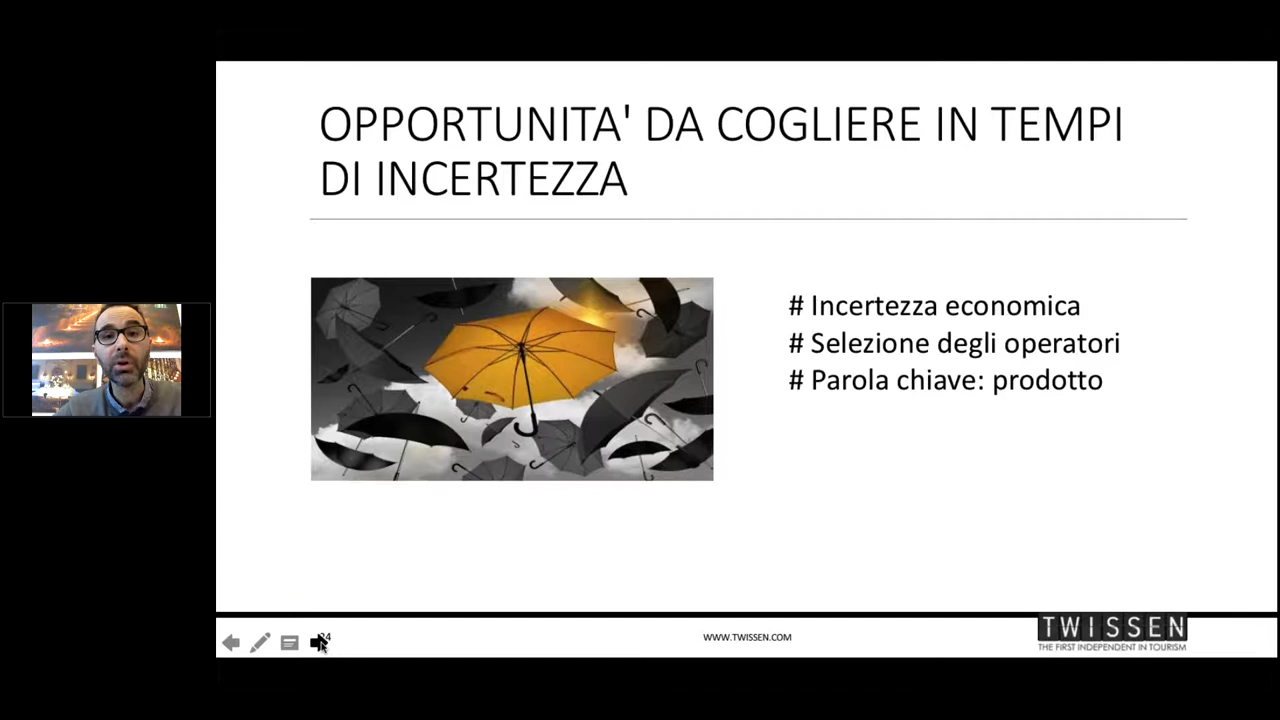 OPPORTUNITA' DA COGLIERE IN TEMPI
DI INCERTEZZA
# Incertezza economica
# Selezione degli operatori
# Parola chiave: prodotto
24
WWW.TWISSEN.COM
TWISSEN
THE FIRST INDEPENDENT IN TOURISM